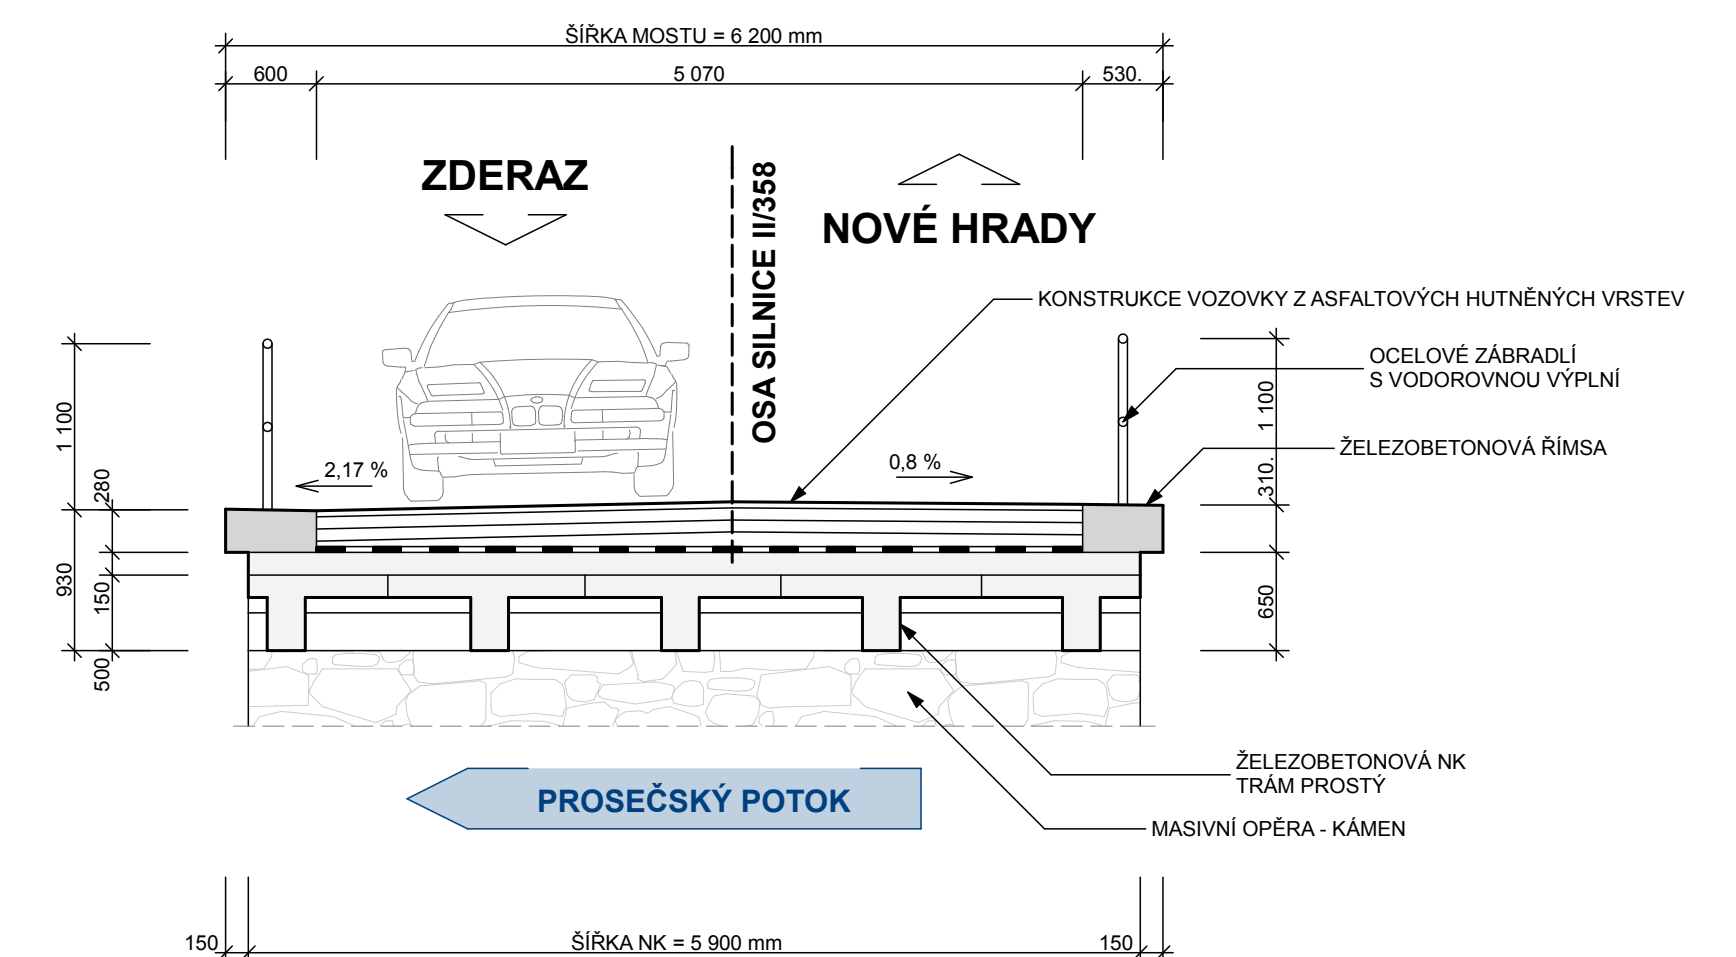 ŠÍŘKA MOSTU = 6 200 mm
600
5 070
530.
ZDERAZ
OSA SILNICE II/358
NOVÉ HRADY
KONSTRUKCE VOZOVKY Z ASFALTOVÝCH HUTNĚNÝCH VRSTEV
OCELOVÉ ZÁBRADLÍ
S VODOROVNOU VÝPLNÍ
ŽELEZOBETONOVÁ ŘÍMSA
2,17 %
0,8 %
1 100
280
930
150
500
1 100
310.
650
ŽELEZOBETONOVÁ NK
TRÁM PROSTÝ
MASIVNÍ OPĚRA - KÁMEN
PROSEČSKÝ POTOK
150
ŠÍŘKA NK = 5 900 mm
150